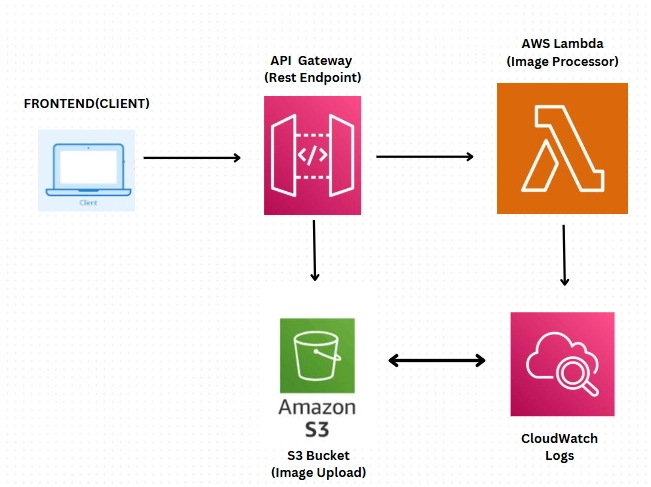 AWS Lambda
(Image Processor)
API Gateway
(Rest Endpoint)
FRONTEND(CLIENT)
</>
Client
Amazon
S3
S3 Bucket
(Image Upload)
CloudWatch
Logs